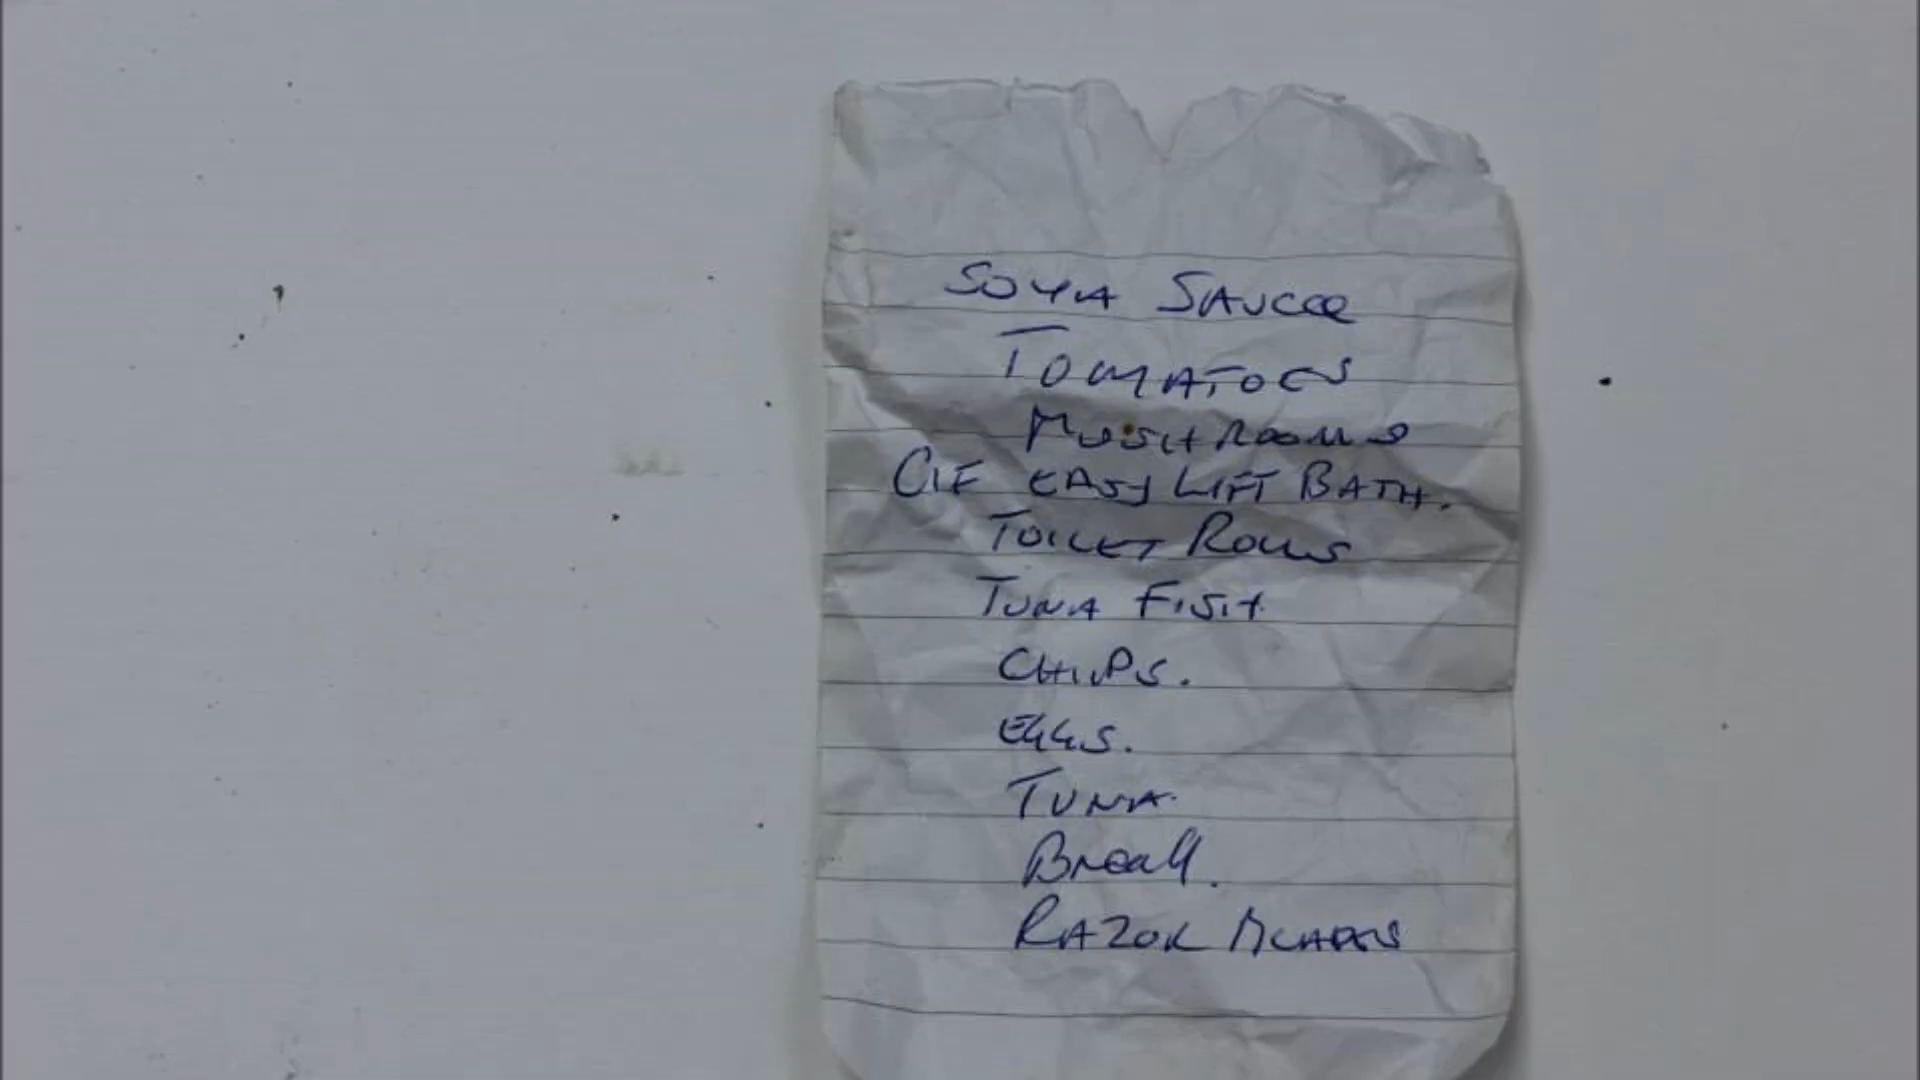 SOYA SAUCE
TOMATOES
MUSHROOMS
CIF EASY LIFT BATH.
TOILET ROLLS
TUNA FISH
CHIPS.
EGGS.
TUNA.
Bread.
RAZOR BLADES